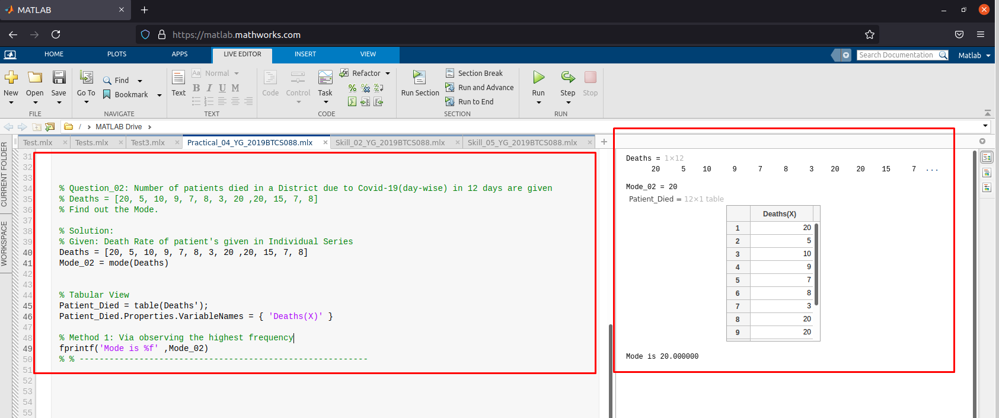 MATLAB
https://matlab.mathworks.com
HOME PLOTS APPS LIVE EDITOR INSERT VIEW Search Documentation Matlab
New Open Save Go To Find Bookmark Text Aa Normal B I U M Code Control Task Refactor Run Section Section Break Run and Advance Run to End Run Step Stop
FILE NAVIGATE TEXT CODE SECTION RUN
/ MATLAB Drive
CURRENT FOLDER
WORKSPACE
Test.mlx Tests.mlx Test3.mlx Practical_04_YG_2019BTCS088.mlx Skill_02_YG_2019BTCS088.mlx Skill_05_YG_2019BTCS088.mlx
31
32
33
34 % Question_02: Number of patients died in a District due to Covid-19(day-wise) in 12 days are given
35 % Deaths = [20, 5, 10, 9, 7, 8, 3, 20 ,20, 15, 7, 8]
36 % Find out the Mode.
37
38 % Solution:
39 % Given: Death Rate of patient's given in Individual Series
40 Deaths = [20, 5, 10, 9, 7, 8, 3, 20 ,20, 15, 7, 8]
41 Mode_02 = mode(Deaths)
42
43
44 % Tabular View
45 Patient_Died = table(Deaths');
46 Patient_Died.Properties.VariableNames = { 'Deaths(X)' }
47
48 % Method 1: Via observing the highest frequency
49 fprintf('Mode is %f' ,Mode_02)
50 % % ----------------------------------------------------------
51
52
53
54
55
Deaths = 1×12
20 5 10 9 7 8 3 20 20 15 7 ...
Mode_02 = 20
Patient_Died = 12×1 table
Deaths(X)
1 20
2 5
3 10
4 9
5 7
6 8
7 3
8 20
9 20
Mode is 20.000000